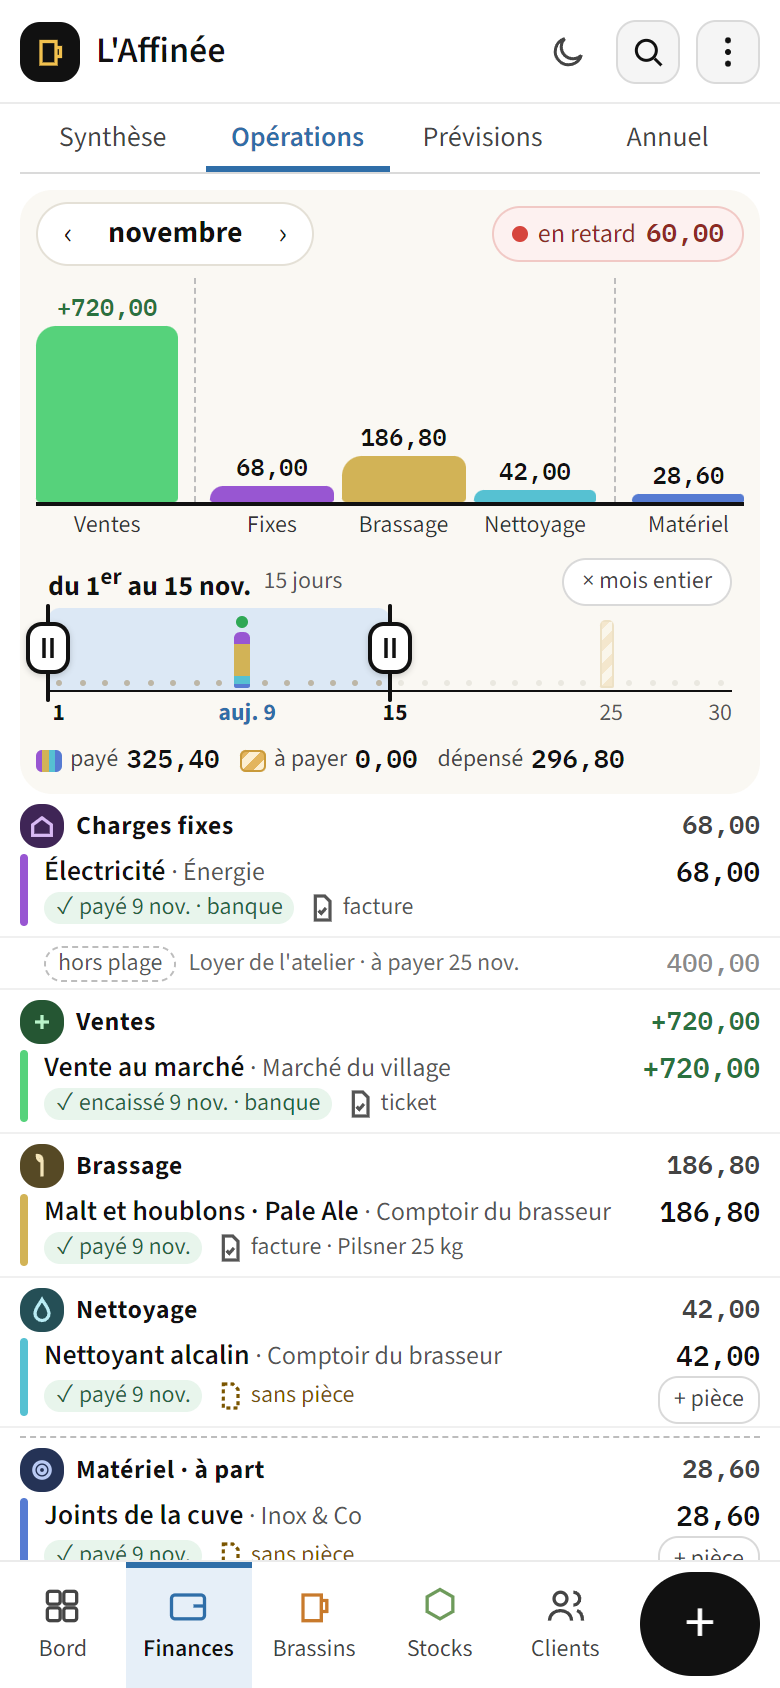 L'Affinée
Synthèse Opérations Prévisions Annuel
‹ novembre › en retard 60,00
+720,00
186,80
68,00 42,00 28,60
Ventes Fixes Brassage Nettoyage Matériel
du 1er au 15 nov. 15 jours × mois entier
1 auj. 9 15 25 30
payé 325,40 à payer 0,00 dépensé 296,80
Charges fixes 68,00
Électricité · Énergie 68,00
✓ payé 9 nov. · banque facture
hors plage Loyer de l'atelier · à payer 25 nov. 400,00
Ventes +720,00
Vente au marché · Marché du village +720,00
✓ encaissé 9 nov. · banque ticket
Brassage 186,80
Malt et houblons · Pale Ale · Comptoir du brasseur 186,80
✓ payé 9 nov. facture · Pilsner 25 kg
Nettoyage 42,00
Nettoyant alcalin · Comptoir du brasseur 42,00
✓ payé 9 nov. sans pièce + pièce
Matériel · à part 28,60
Joints de la cuve · Inox & Co 28,60
✓ payé 9 nov. sans pièce + pièce
Bord Finances Brassins Stocks Clients +